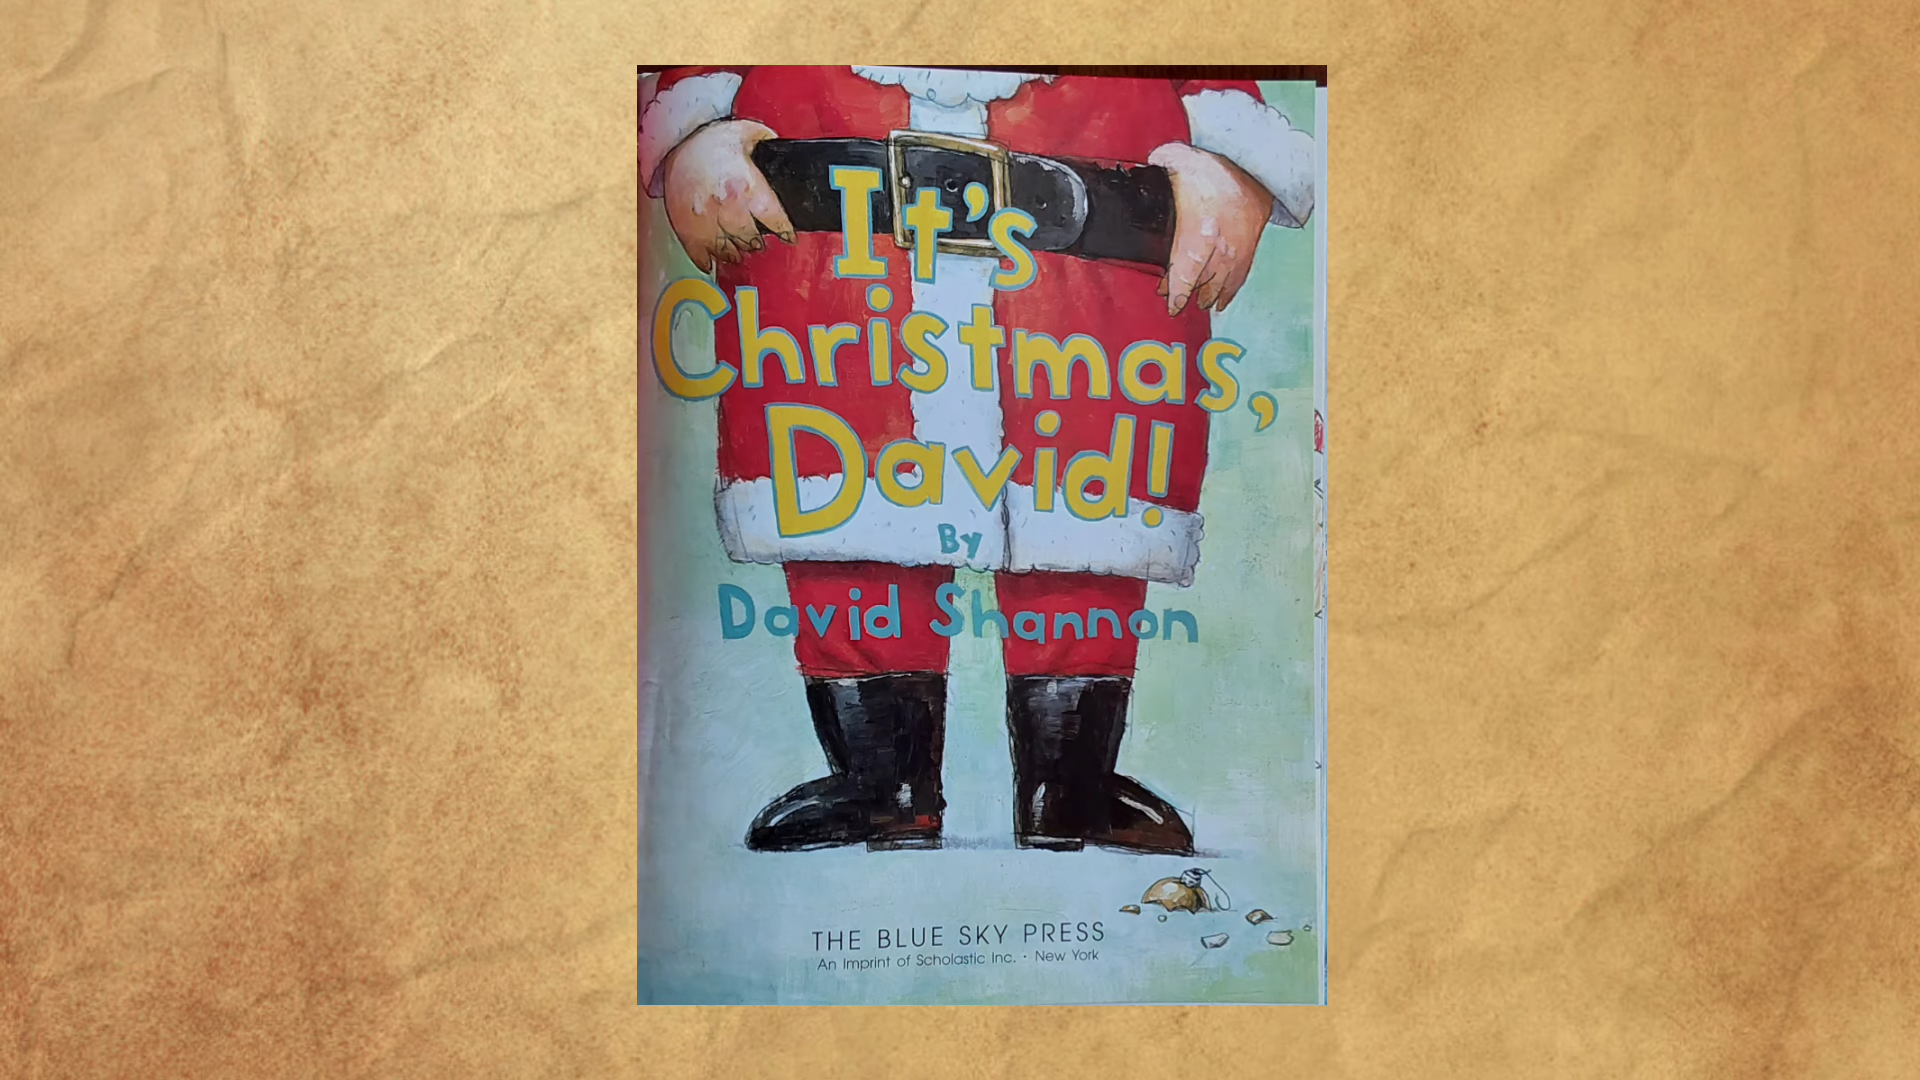 It's
Christmas,
David!
By
David Shannon
THE BLUE SKY PRESS
An Imprint of Scholastic Inc. · New York